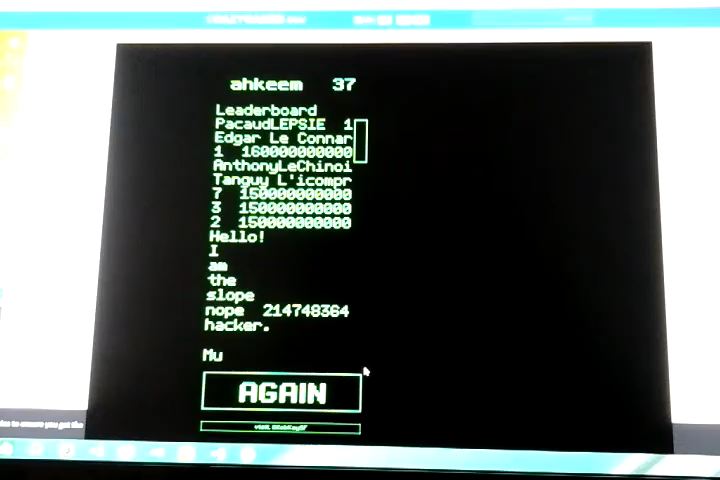 ahkeem 37
Leaderboard
PacaudLEPSIE 1
Edgar Le Connar
1 160000000000
AnthonyLeChinoi
Tanguy L'icompr
7 150000000000
3 150000000000
2 150000000000
Hello!
I
am
the
slope
nope 214748364
hacker.
Mu
AGAIN
visit